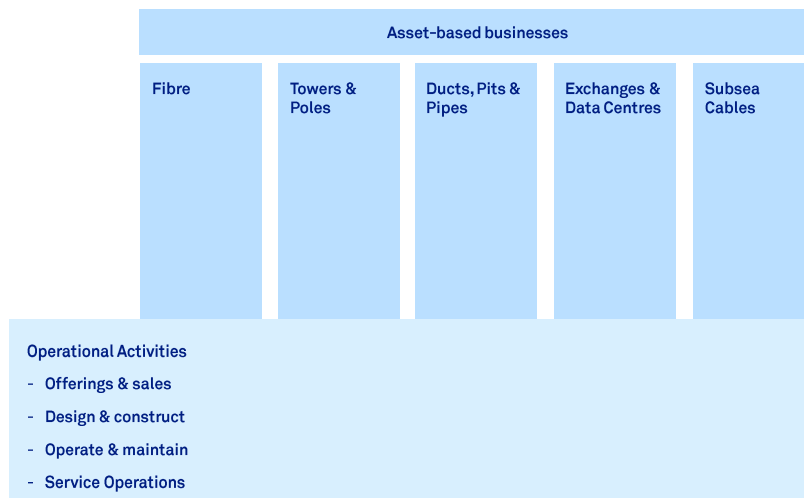 Asset-based businesses
Fibre
Towers &
Poles
Ducts, Pits &
Pipes
Exchanges &
Data Centres
Subsea
Cables
Operational Activities
- Offerings & sales
- Design & construct
- Operate & maintain
- Service Operations